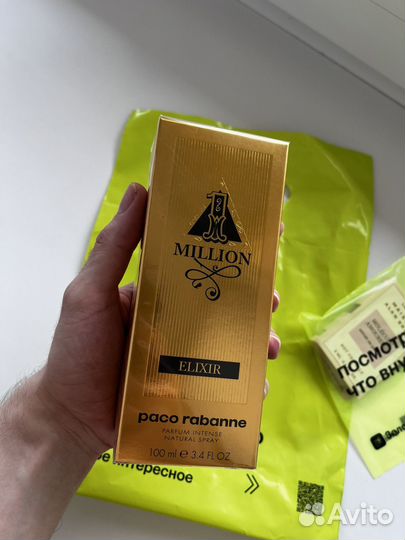 1
MILLION
ELIXIR
paco rabanne
PARFUM INTENSE
NATURAL SPRAY
100 ml ℮ 3.4 FL OZ
интересное
ПОСМОТР
ЧТО ВНУ
Avito